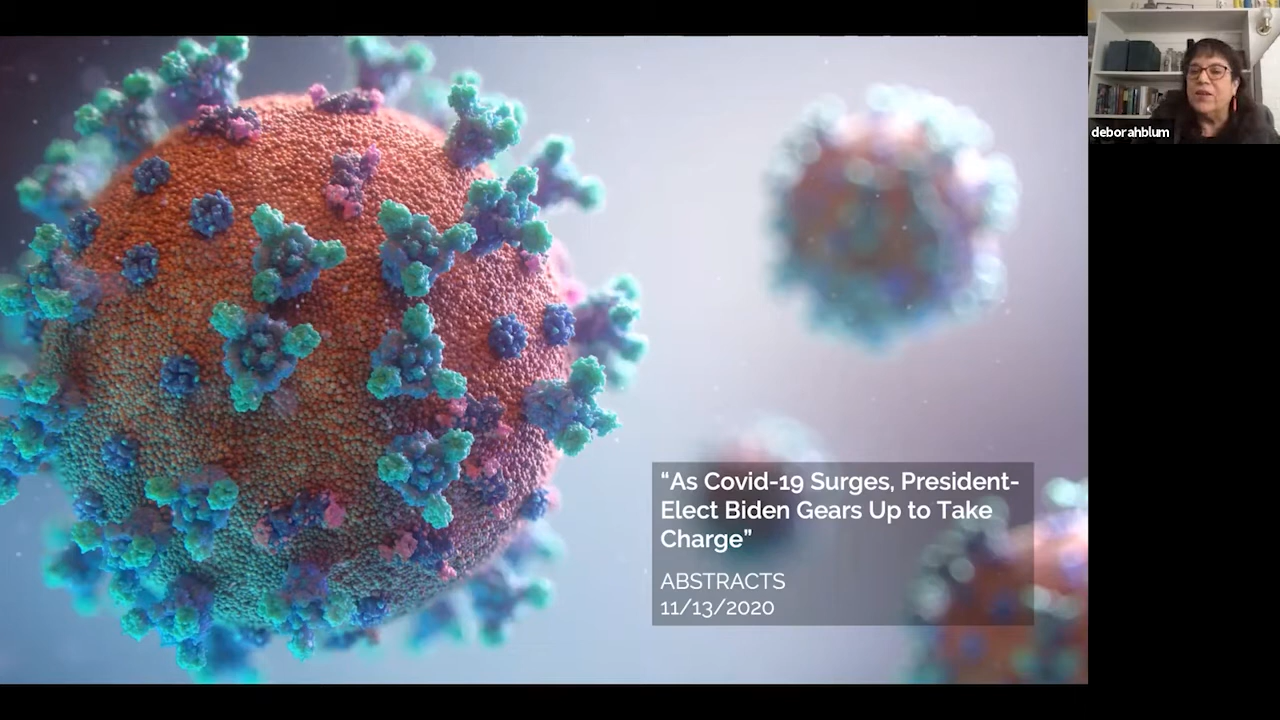 deborahblum
“As Covid-19 Surges, President-
Elect Biden Gears Up to Take
Charge”
ABSTRACTS
11/13/2020